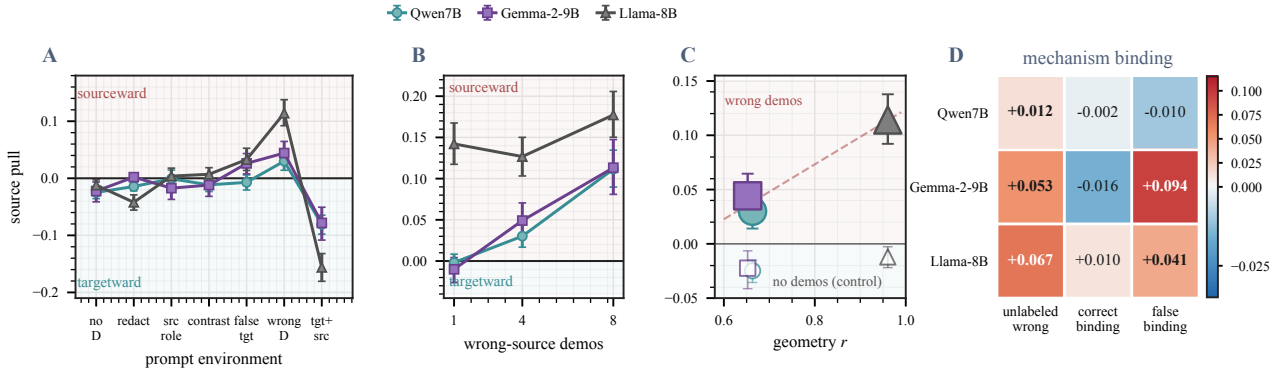 Qwen7B Gemma-2-9B Llama-8B
A
sourceward
targetward
0.1
0.0
−0.1
−0.2
source pull
no D
redact
src role
contrast
false tgt
wrong D
tgt+ src
prompt environment
B
sourceward
targetward
0.20
0.15
0.10
0.05
0.00
1 4 8
wrong-source demos
C
wrong demos
no demos (control)
0.15
0.10
0.05
0.00
−0.05
0.6 0.8 1.0
geometry r
D
mechanism binding
Qwen7B +0.012 -0.002 -0.010
Gemma-2-9B +0.053 -0.016 +0.094
Llama-8B +0.067 +0.010 +0.041
unlabeled wrong
correct binding
false binding
0.100
0.075
0.050
0.025
0.000
−0.025